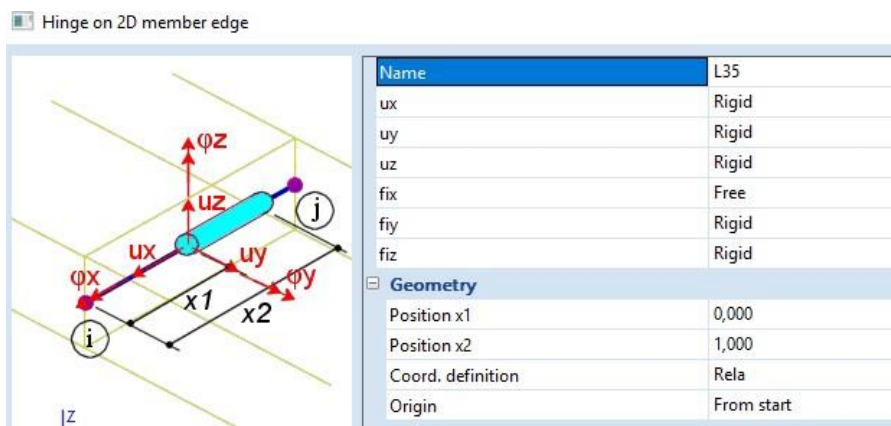 Hinge on 2D member edge
φz
uz
j
ux
uy
φx
φy
x1
x2
i
z
Name L35
ux Rigid
uy Rigid
uz Rigid
fix Free
fiy Rigid
fiz Rigid
Geometry
Position x1 0,000
Position x2 1,000
Coord. definition Rela
Origin From start